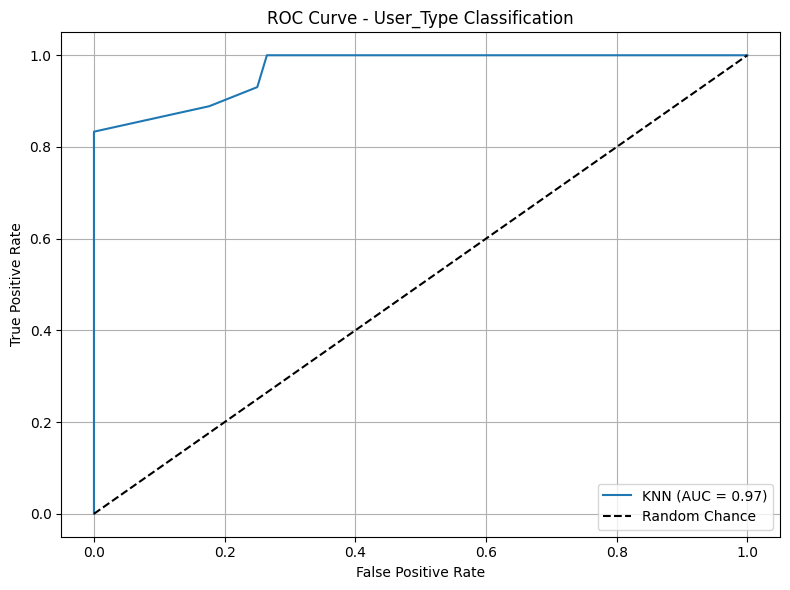 ROC Curve - User_Type Classification
1.0
0.8
0.6
0.4
0.2
0.0
True Positive Rate
0.0 0.2 0.4 0.6 0.8 1.0
False Positive Rate
KNN (AUC = 0.97)
Random Chance